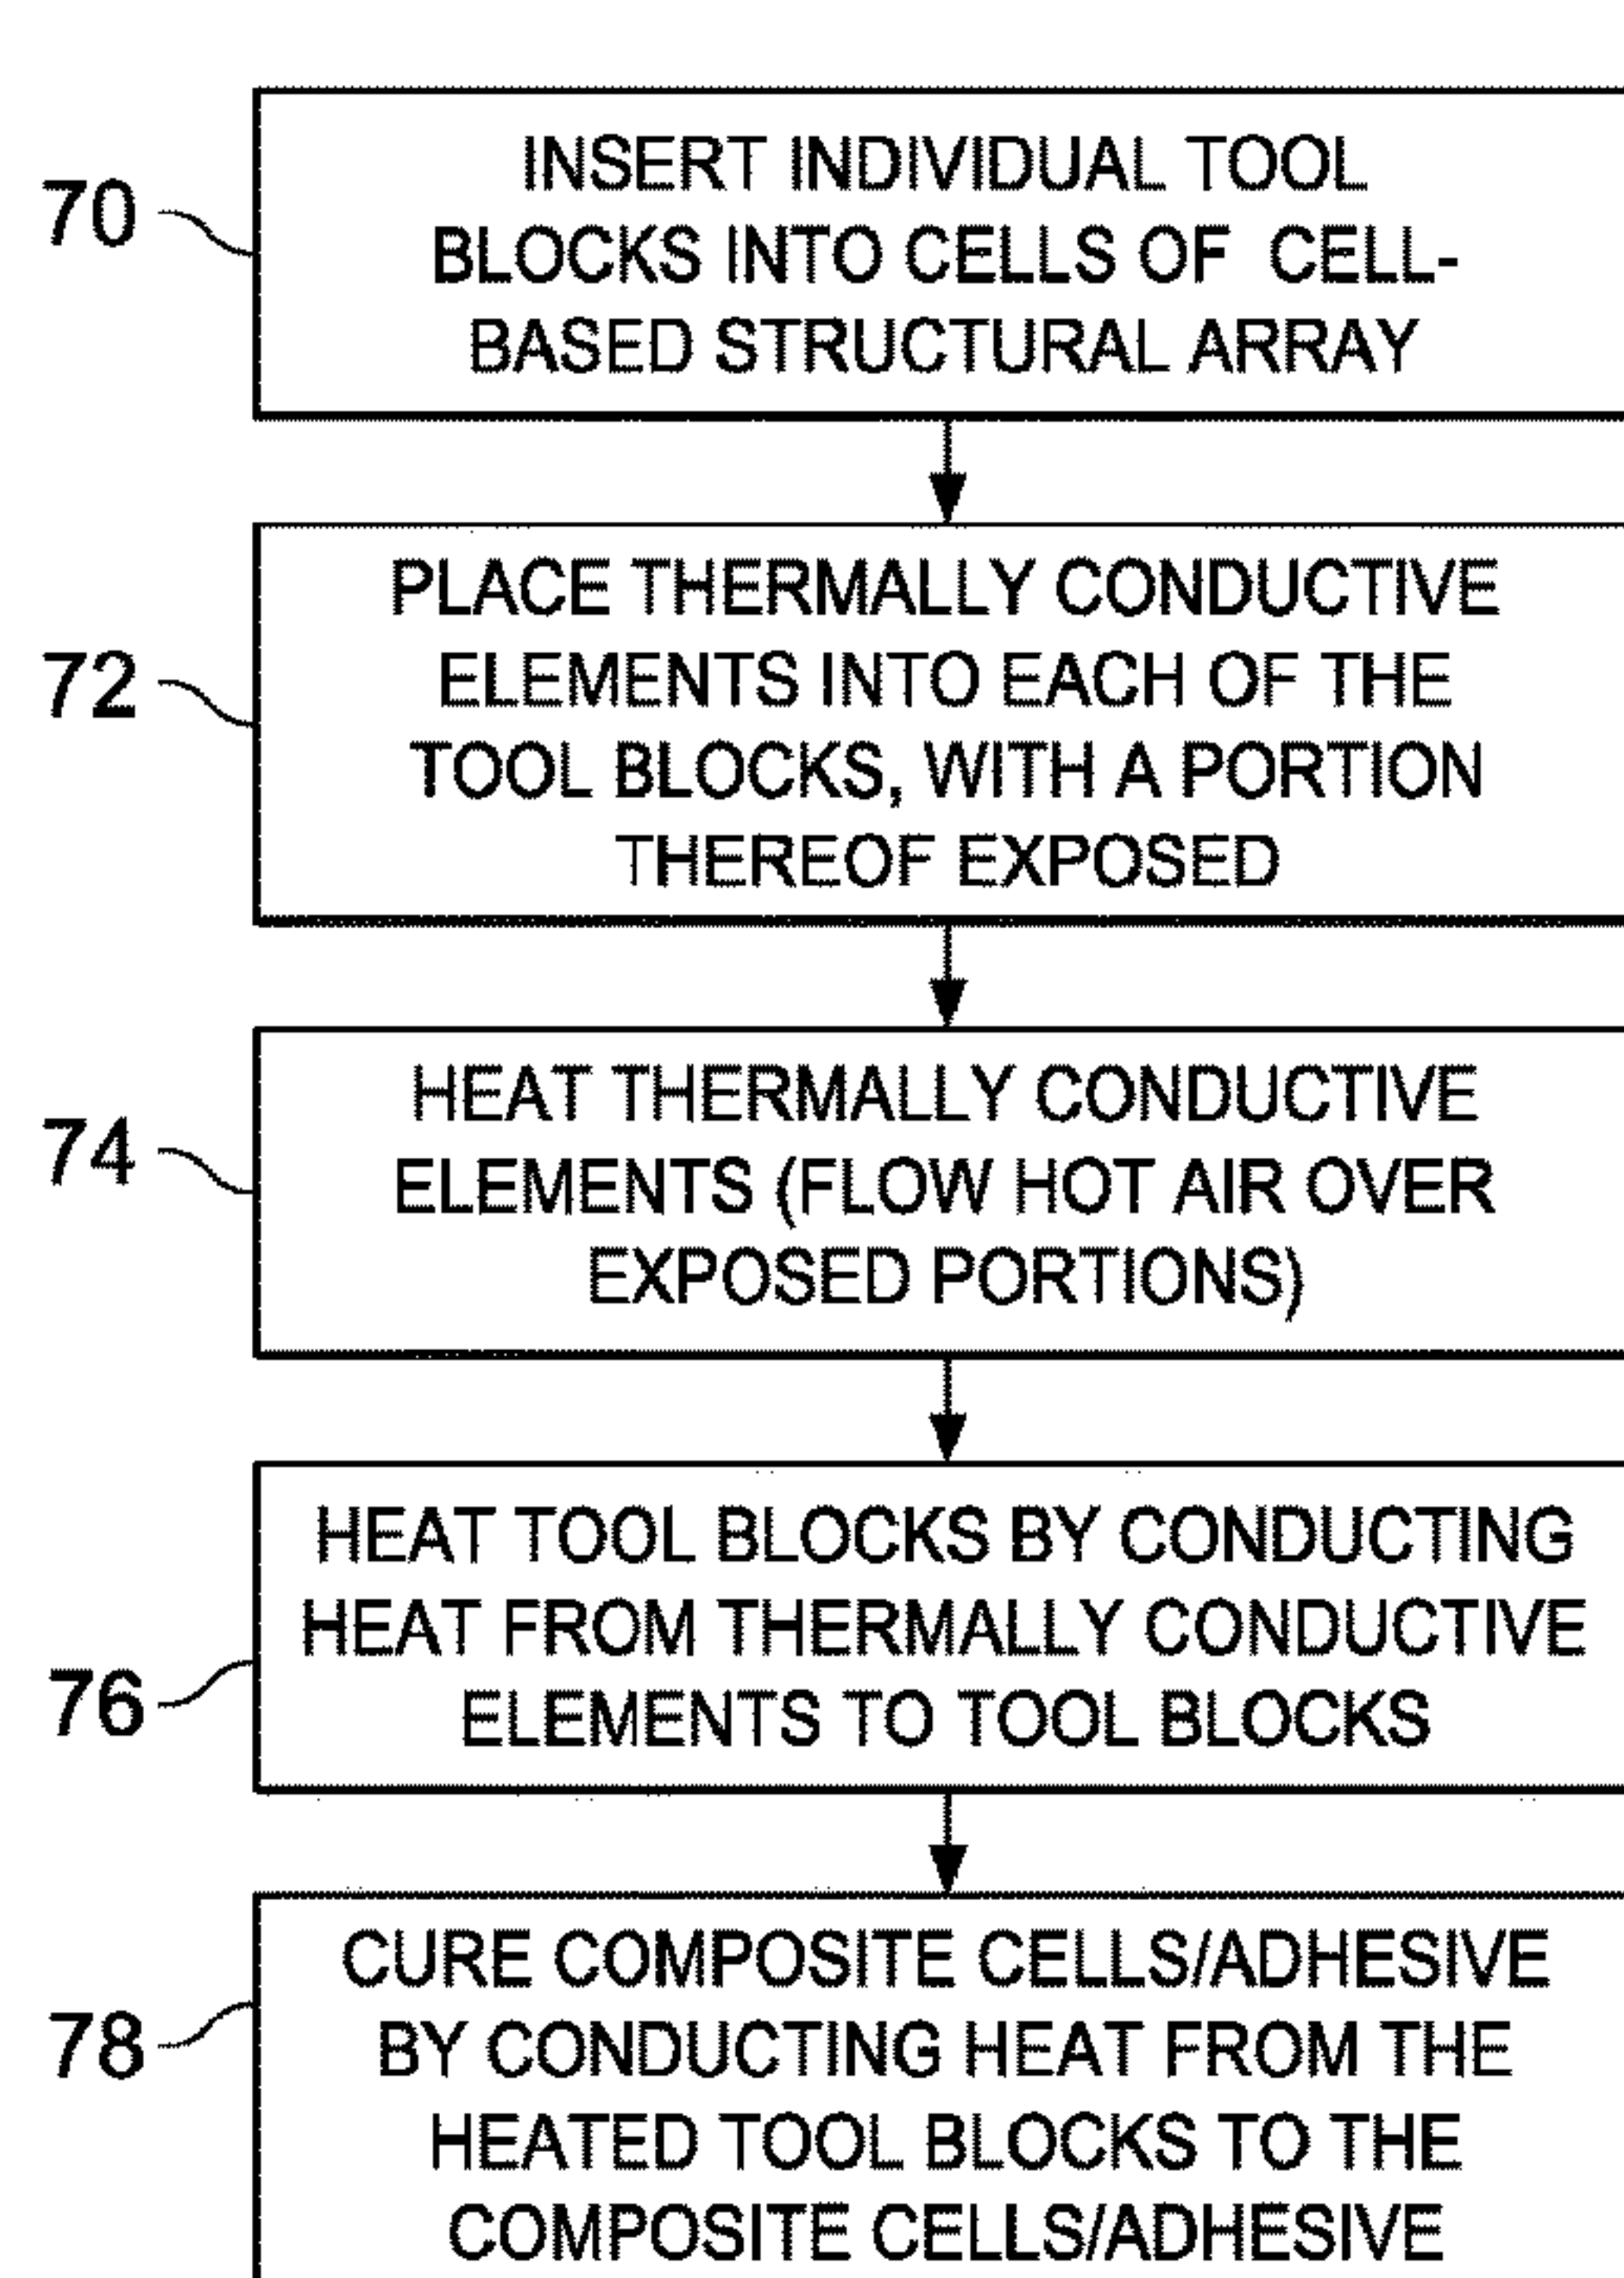 70
INSERT INDIVIDUAL TOOL
BLOCKS INTO CELLS OF CELL-
BASED STRUCTURAL ARRAY
72
PLACE THERMALLY CONDUCTIVE
ELEMENTS INTO EACH OF THE
TOOL BLOCKS, WITH A PORTION
THEREOF EXPOSED
74
HEAT THERMALLY CONDUCTIVE
ELEMENTS (FLOW HOT AIR OVER
EXPOSED PORTIONS)
76
HEAT TOOL BLOCKS BY CONDUCTING
HEAT FROM THERMALLY CONDUCTIVE
ELEMENTS TO TOOL BLOCKS
78
CURE COMPOSITE CELLS/ADHESIVE
BY CONDUCTING HEAT FROM THE
HEATED TOOL BLOCKS TO THE
COMPOSITE CELLS/ADHESIVE